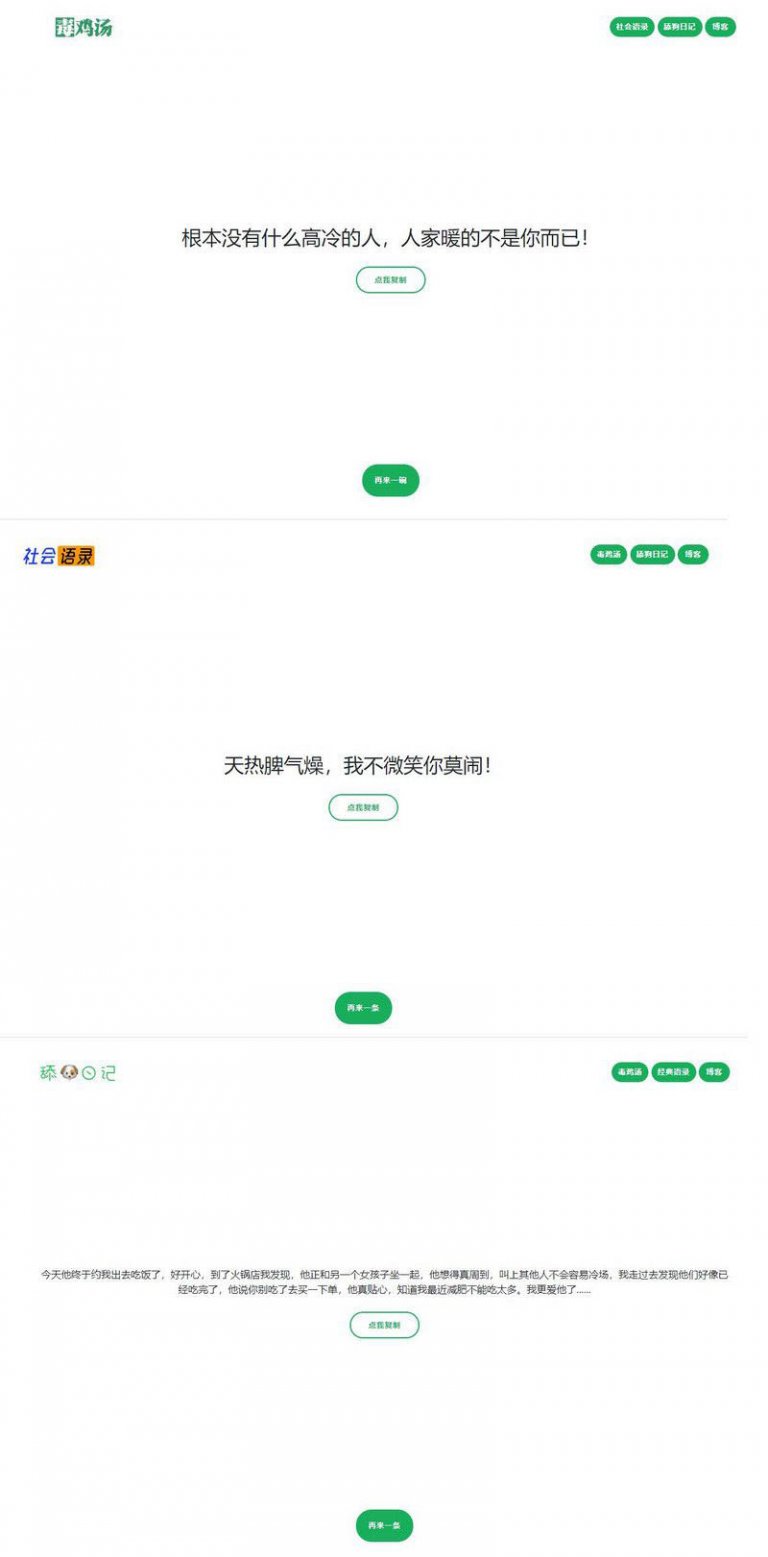 毒鸡汤
社会语录 舔狗日记 博客
根本没有什么高冷的人，人家暖的不是你而已！
点我复制
再来一碗
社会语录
毒鸡汤 舔狗日记 博客
天热脾气燥，我不微笑你莫闹！
点我复制
再来一条
舔🐶日记
毒鸡汤 经典语录 博客
今天他终于约我出去吃饭了，好开心，到了火锅店我发现，他正和另一个女孩子坐一起，他想得真周到，叫上其他人不会容易冷场，我走过去发现他们好像已
经吃完了，他说你别吃了去买一下单，他真贴心，知道我最近减肥不能吃太多。我更爱他了......
点我复制
再来一条